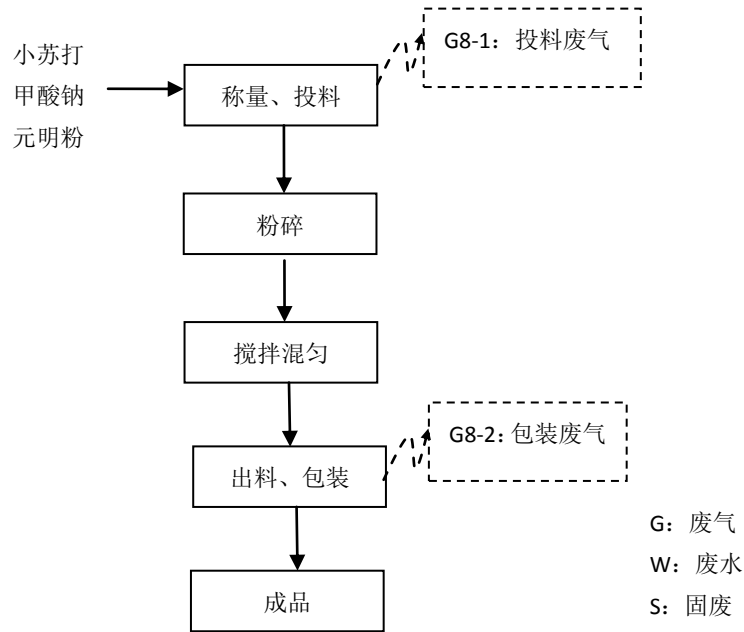 G8-1：投料废气
小苏打
甲酸钠
元明粉
称量、投料
粉碎
搅拌混匀
G8-2：包装废气
出料、包装
成品
G：废气
W：废水
S：固废